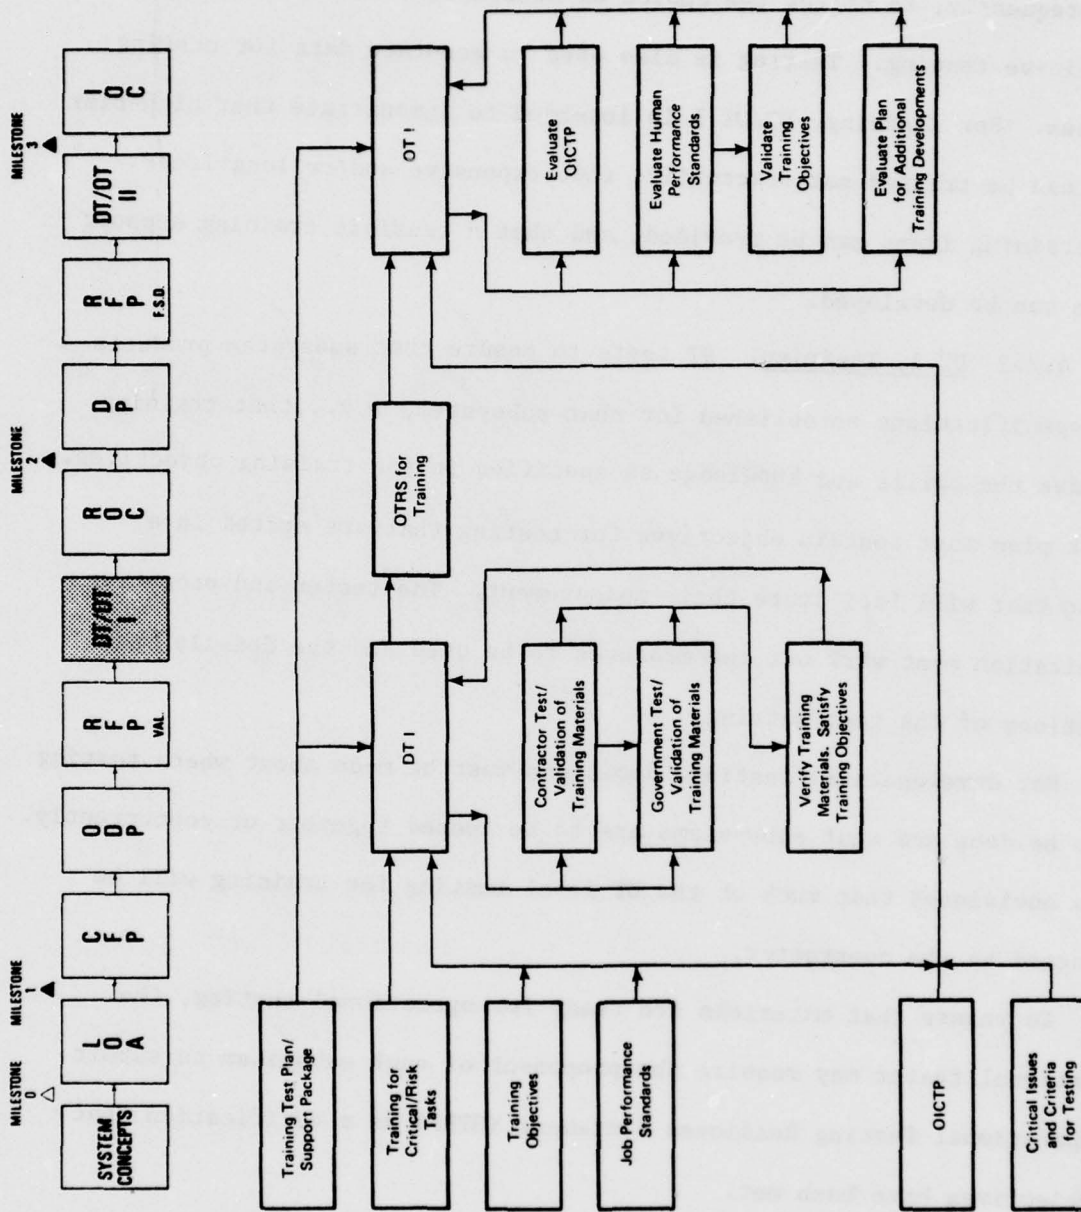 MILESTONE
0
MILESTONE
1
MILESTONE
2
MILESTONE
3
SYSTEM
CONCEPTS
L
O
A
C
F
P
O
D
P
R
F
P
VAL.
DT/OT
I
R
O
C
D
P
R
F
P
F.S.D.
DT/OT
II
I
O
C
Training Test Plan/
Support Package
Training for
Critical/Risk
Tasks
Training
Objectives
Job Performance
Standards
OICTP
Critical Issues
and Criteria
for Testing
DT I
Contractor Test/
Validation of
Training Materials
Government Test/
Validation of
Training Materials
Verify Training
Materials. Satisfy
Training Objectives
OTRS for
Training
OT I
Evaluate
OICTP
Evaluate Human
Performance
Standards
Validate
Training
Objectives
Evaluate Plan
for Additional
Training Developments